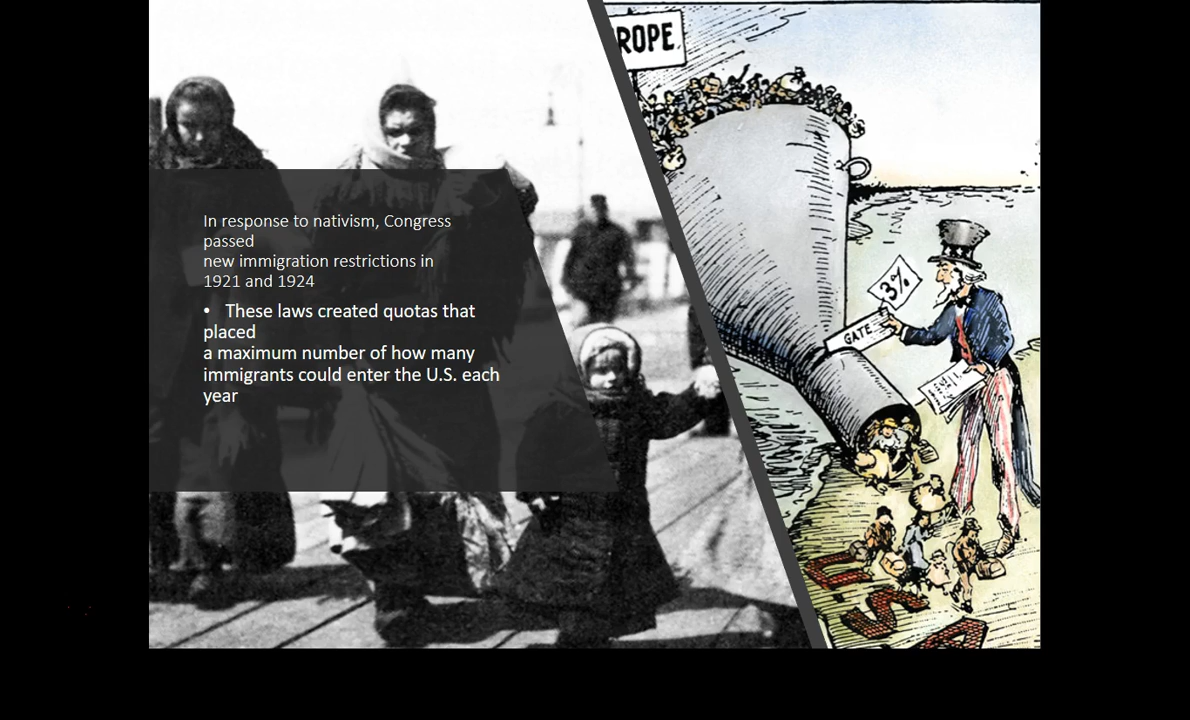 In response to nativism, Congress
passed
new immigration restrictions in
1921 and 1924
• These laws created quotas that
placed
a maximum number of how many
immigrants could enter the U.S. each
year
ROPE.
3%
GATE
U
S
A